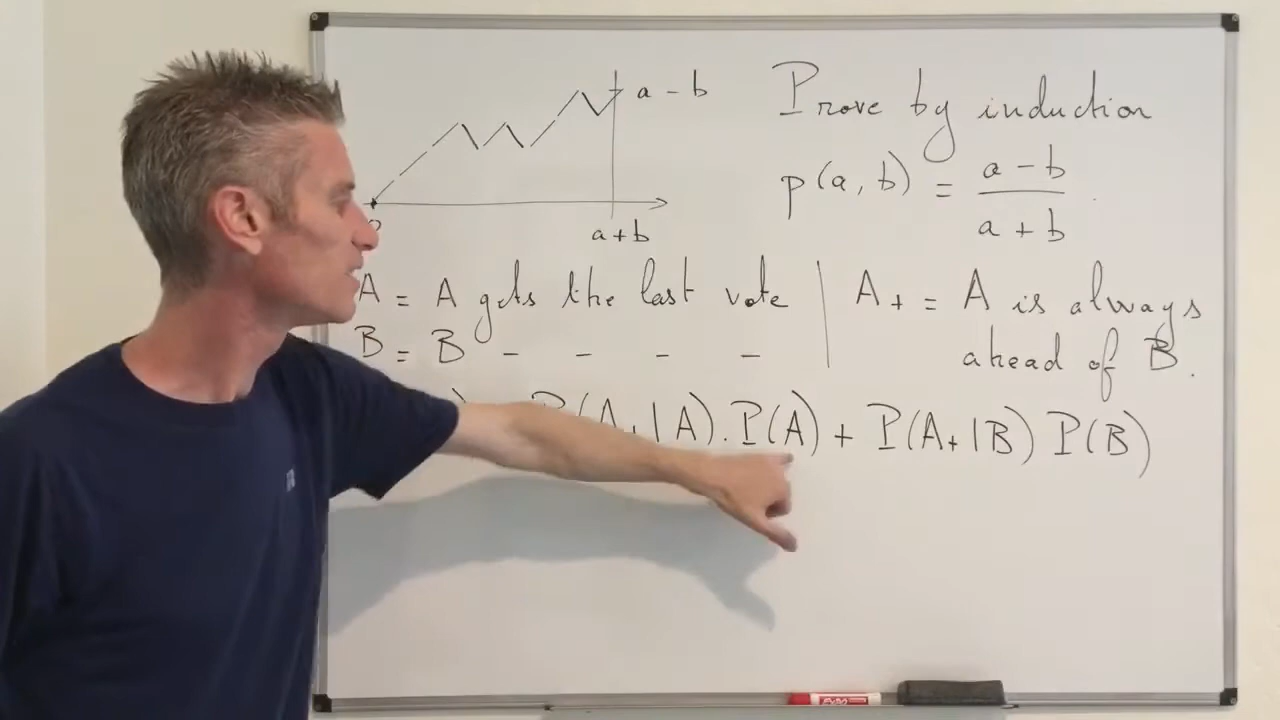 a - b
Prove by induction
p(a, b) = a - b
a + b
a + b
A = A gets the last vote | A+ = A is always
B = B - - - - ahead of B.
P(A+ | A) . P(A) + P(A+ | B) P(B)